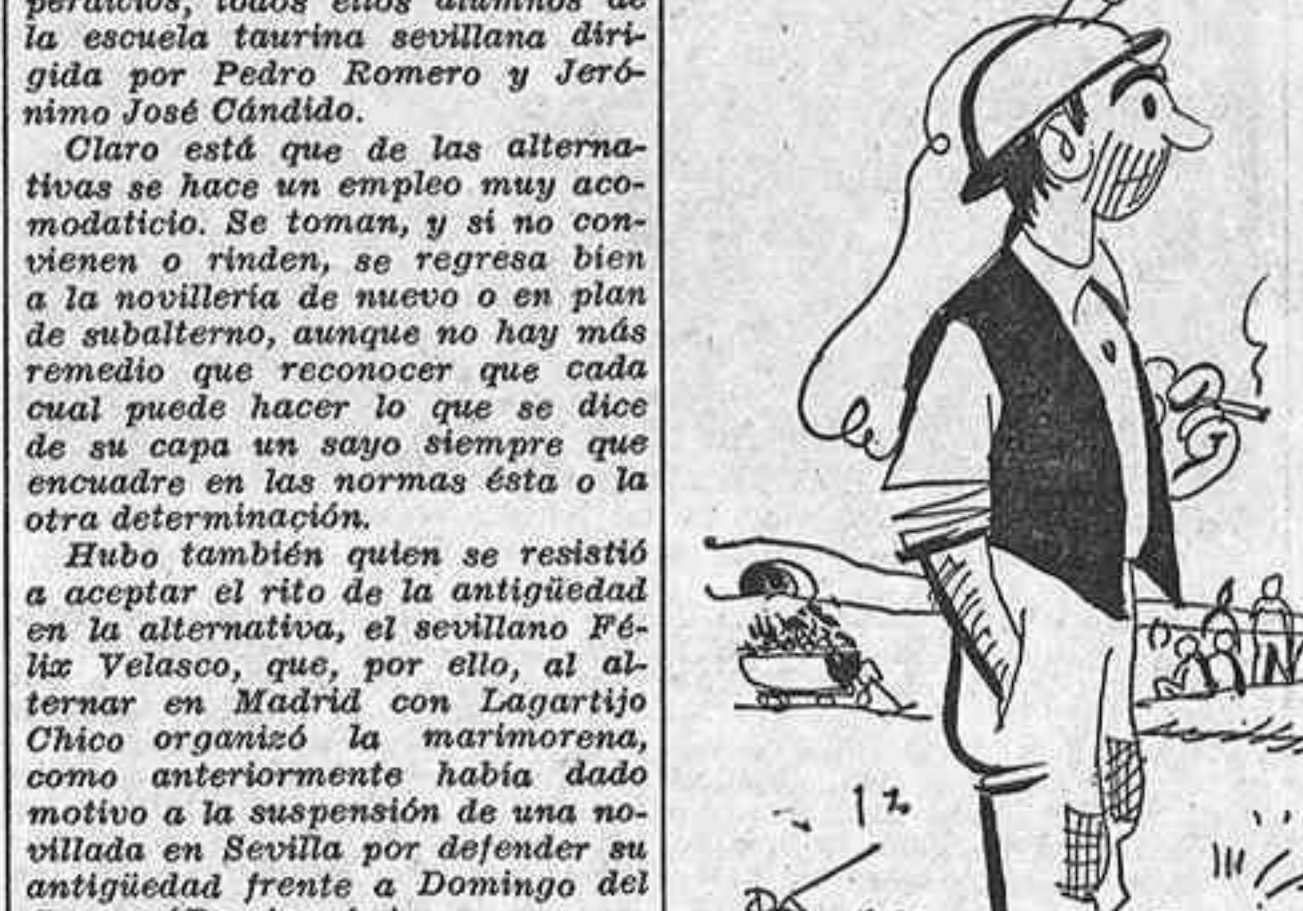 perdicios, todos ellos alumnos de
la escuela taurina sevillana diri-
gida por Pedro Romero y Jeró-
nimo José Cándido.
Claro está que de las alterna-
tivas se hace un empleo muy aco-
modaticio. Se toman, y si no con-
vienen o rinden, se regresa bien
a la novillería de nuevo o en plan
de subalterno, aunque no hay más
remedio que reconocer que cada
cual puede hacer lo que se dice
de su capa un sayo siempre que
encuadre en las normas ésta o la
otra determinación.
Hubo también quien se resistió
a aceptar el rito de la antigüedad
en la alternativa, el sevillano Fé-
lix Velasco, que, por ello, al al-
ternar en Madrid con Lagartijo
Chico organizó la marimorena,
como anteriormente había dado
motivo a la suspensión de una no-
villada en Sevilla por defender su
antigüedad frente a Domingo del